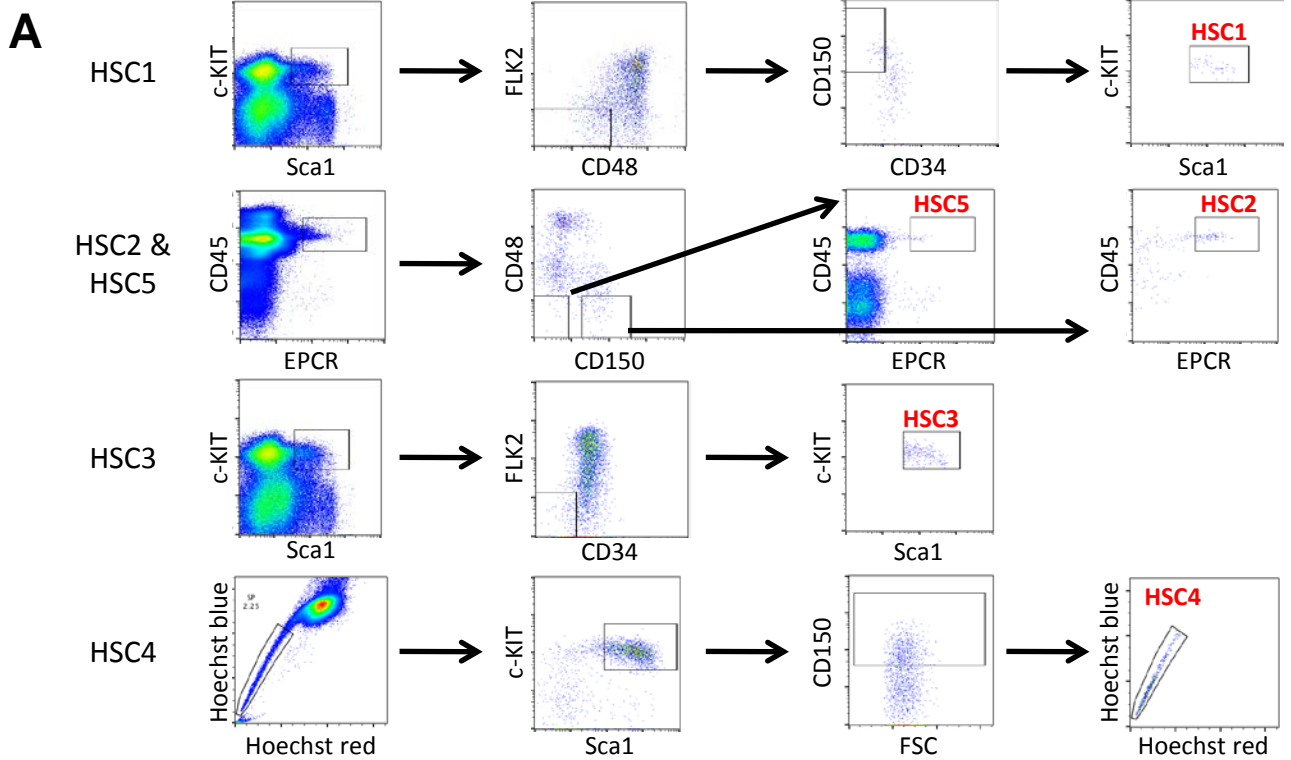 A
HSC1
c-KIT
Sca1
FLK2
CD48
CD150
CD34
HSC1
c-KIT
Sca1
HSC2 &
HSC5
CD45
EPCR
CD48
CD150
HSC5
CD45
EPCR
HSC2
CD45
EPCR
HSC3
c-KIT
Sca1
FLK2
CD34
HSC3
c-KIT
Sca1
HSC4
SP
2.25
Hoechst blue
Hoechst red
c-KIT
Sca1
CD150
FSC
HSC4
Hoechst blue
Hoechst red